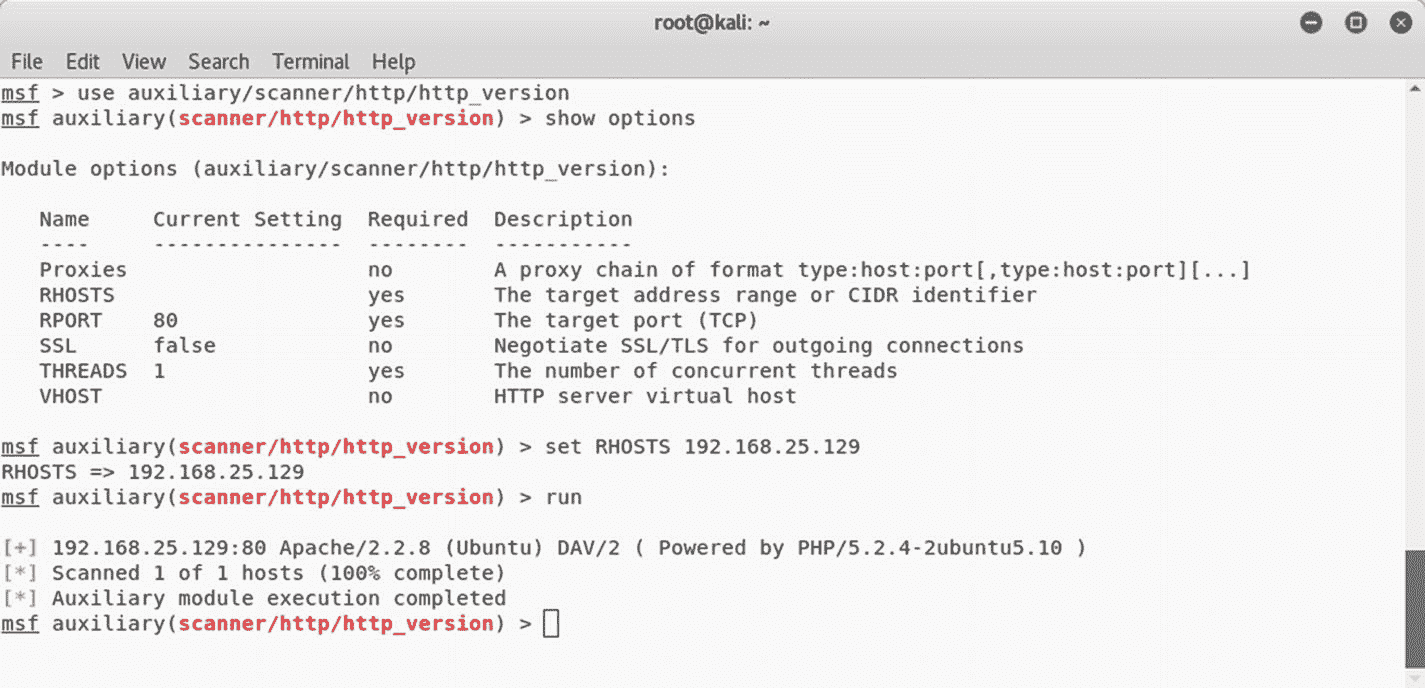 root@kali: ~
File Edit View Search Terminal Help
msf > use auxiliary/scanner/http/http_version
msf auxiliary(scanner/http/http_version) > show options
Module options (auxiliary/scanner/http/http_version):
Name Current Setting Required Description
---- --------------- -------- -----------
Proxies no A proxy chain of format type:host:port[,type:host:port][...]
RHOSTS yes The target address range or CIDR identifier
RPORT 80 yes The target port (TCP)
SSL false no Negotiate SSL/TLS for outgoing connections
THREADS 1 yes The number of concurrent threads
VHOST no HTTP server virtual host
msf auxiliary(scanner/http/http_version) > set RHOSTS 192.168.25.129
RHOSTS => 192.168.25.129
msf auxiliary(scanner/http/http_version) > run
[+] 192.168.25.129:80 Apache/2.2.8 (Ubuntu) DAV/2 ( Powered by PHP/5.2.4-2ubuntu5.10 )
[*] Scanned 1 of 1 hosts (100% complete)
[*] Auxiliary module execution completed
msf auxiliary(scanner/http/http_version) >